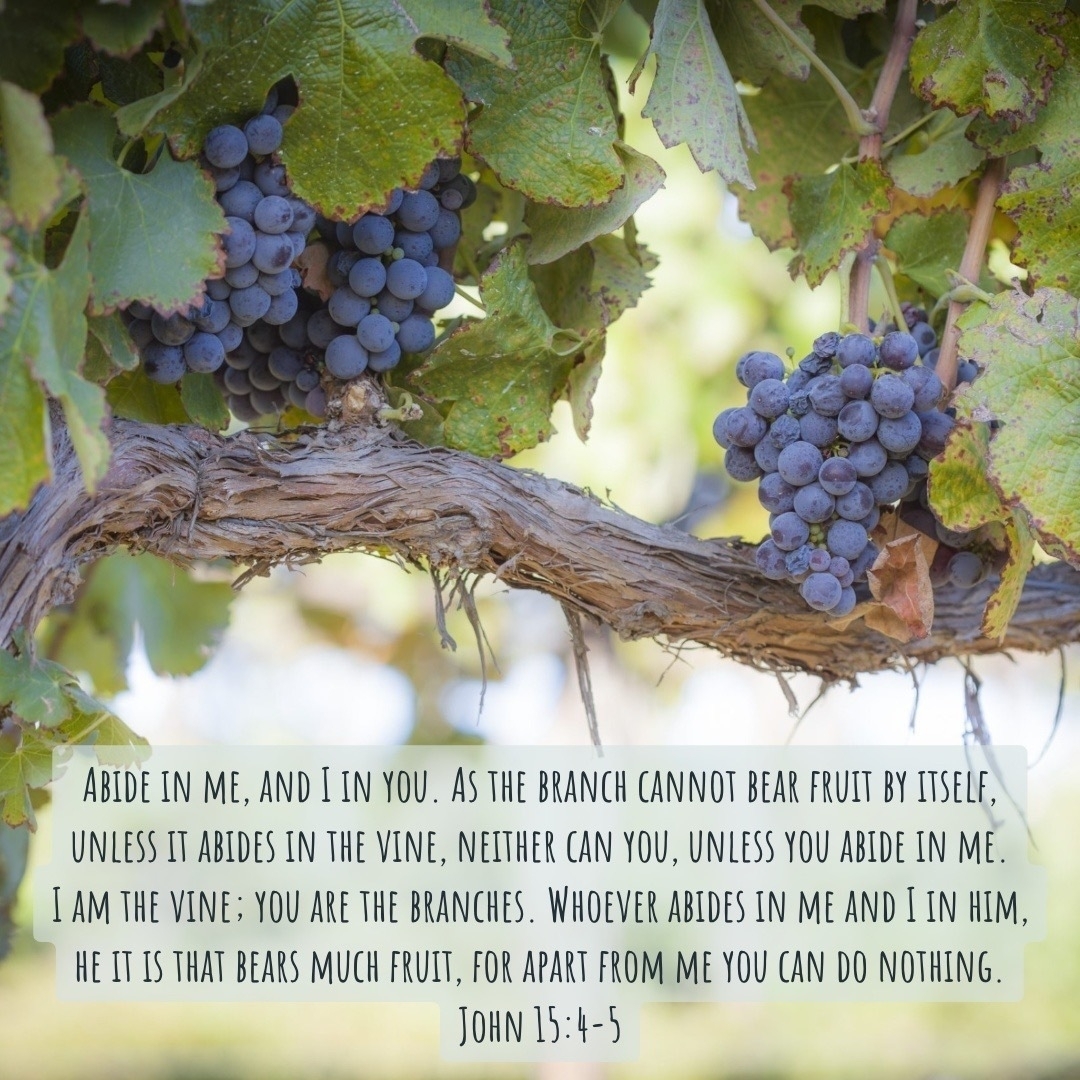 Abide in me, and I in you. As the branch cannot bear fruit by itself,
unless it abides in the vine, neither can you, unless you abide in me.
I am the vine; you are the branches. Whoever abides in me and I in him,
he it is that bears much fruit, for apart from me you can do nothing.
John 15:4-5